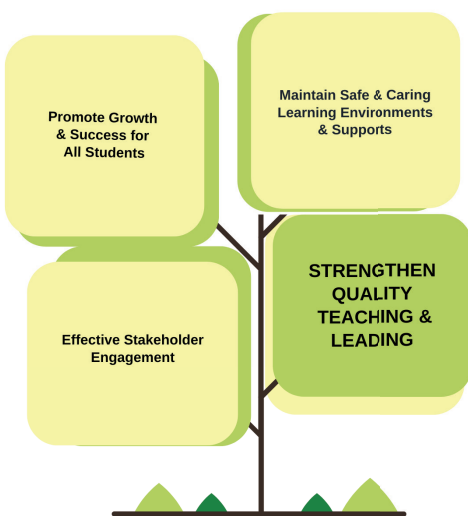 Promote Growth
& Success for
All Students
Maintain Safe & Caring
Learning Environments
& Supports
Effective Stakeholder
Engagement
STRENGTHEN
QUALITY
TEACHING &
LEADING